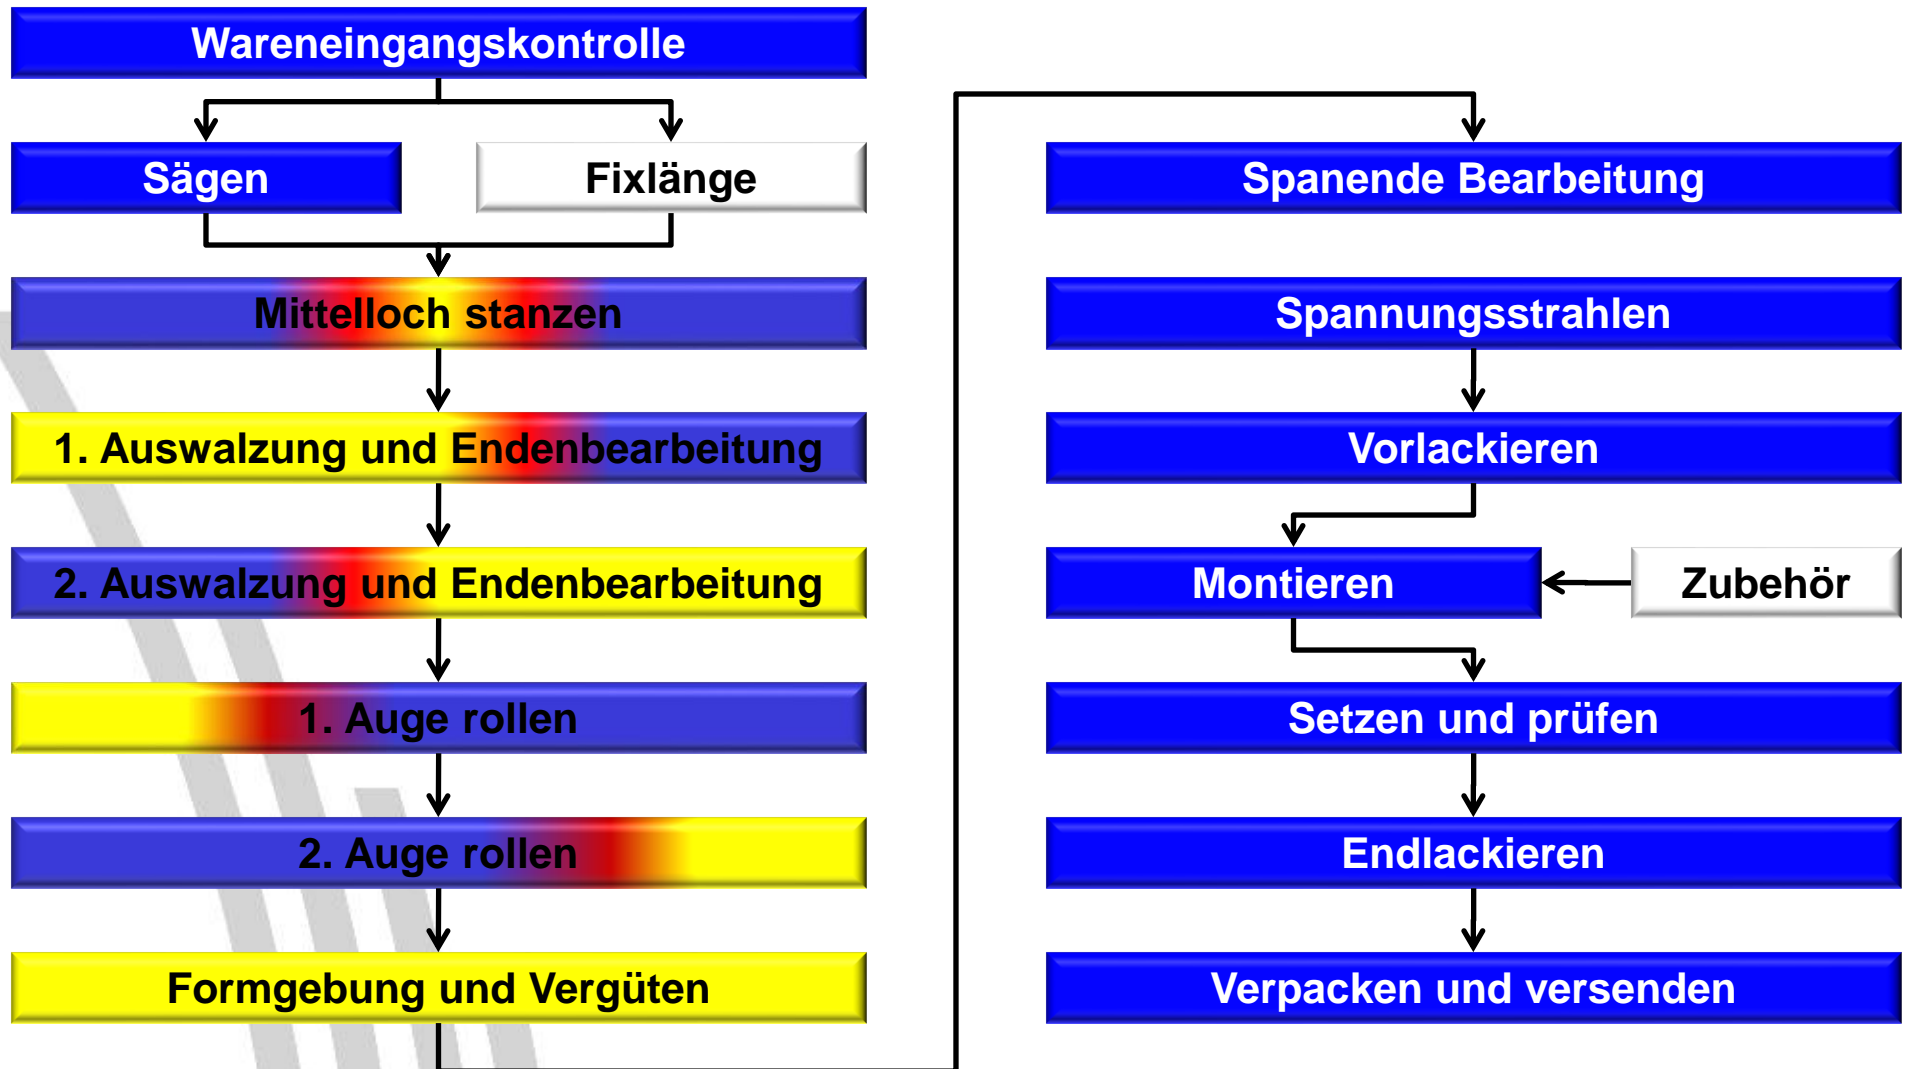 Wareneingangskontrolle
Sägen
Fixlänge
Mittelloch stanzen
1. Auswalzung und Endenbearbeitung
2. Auswalzung und Endenbearbeitung
1. Auge rollen
2. Auge rollen
Formgebung und Vergüten
Spanende Bearbeitung
Spannungsstrahlen
Vorlackieren
Montieren
Zubehör
Setzen und prüfen
Endlackieren
Verpacken und versenden